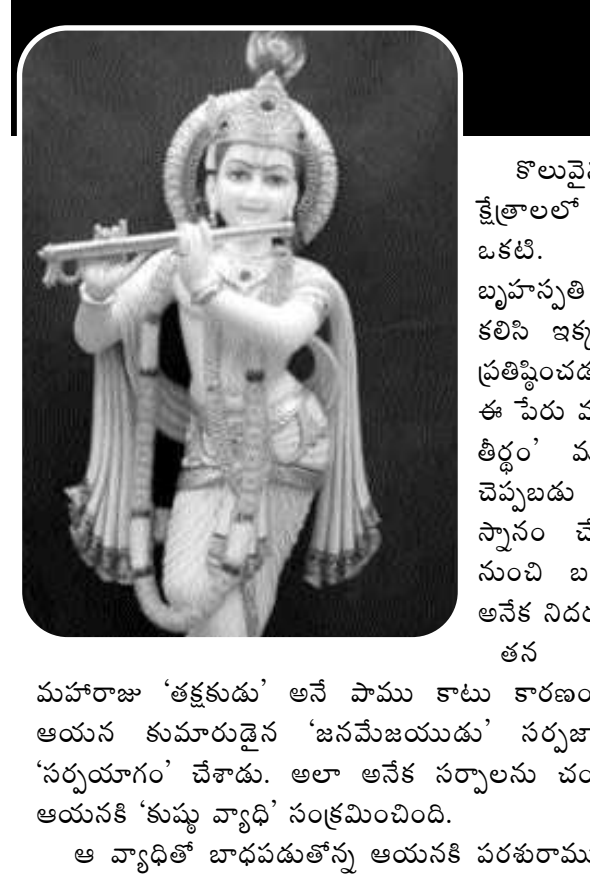 కొలువై
క్షేత్రాలలో
ఒకటి.
బృహస్పతి
కలిసి ఇక్క
ప్రతిష్ఠించడ
ఈ పేరు
తీర్థం'
చెప్పబడు
స్నానం చే
నుంచి బ
అనేక నిదర
తన
మహారాజు 'తక్షకుడు' అనే పాము కాటు కారణం
ఆయన కుమారుడైన 'జనమేజయుడు' సర్పజా
'సర్పయాగం' చేశాడు. అలా అనేక సర్పాలను చం
ఆయనకి 'కుష్ఠు వ్యాధి' సంక్రమించింది.
ఆ వ్యాధితో బాధపడుతోన్న ఆయనకి పరశురాము